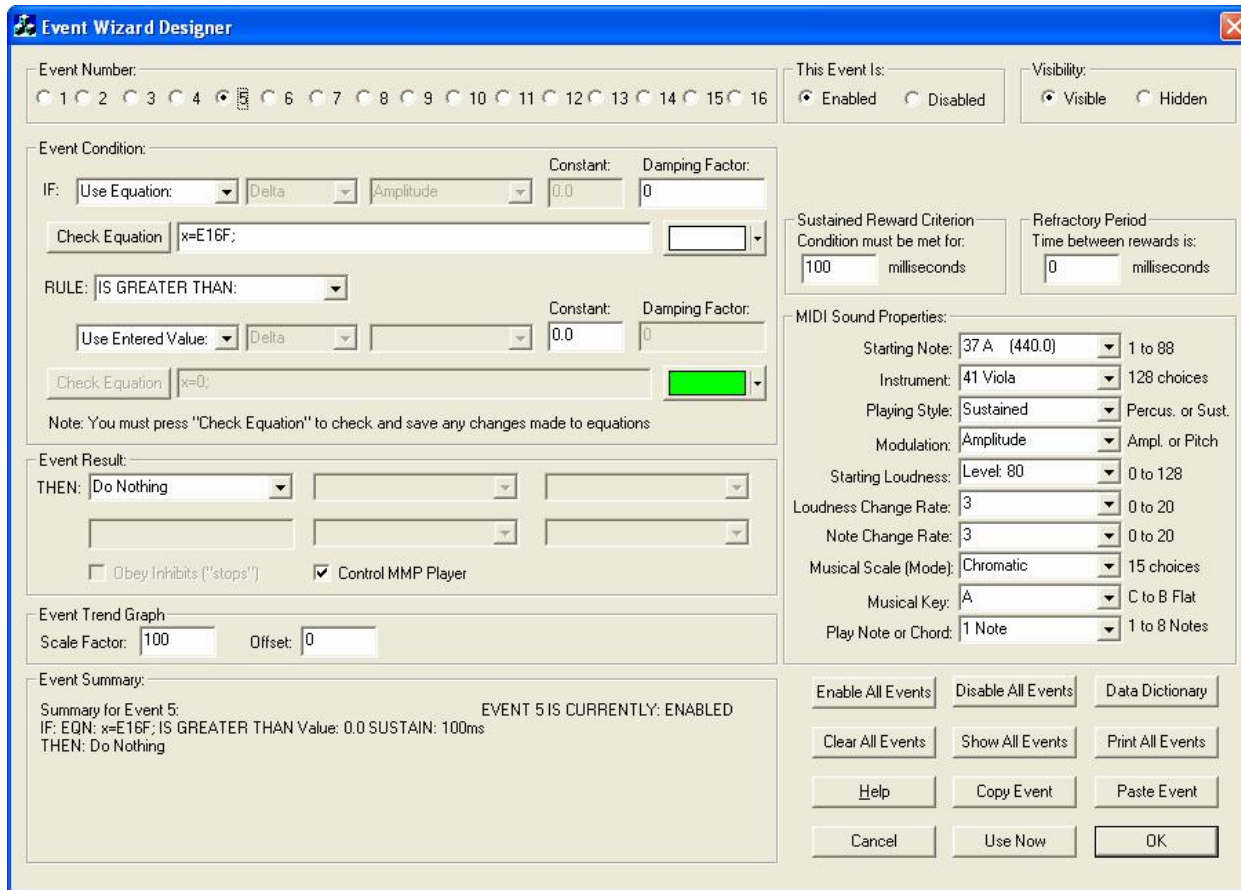 Event Wizard Designer
Event Number:
1 2 3 4 5 6 7 8 9 10 11 12 13 14 15 16
This Event Is:
Enabled Disabled
Visibility:
Visible Hidden
Event Condition:
Constant: Damping Factor:
IF: Use Equation: Delta Amplitude 0.0 0
Check Equation x=E16F;
RULE: IS GREATER THAN:
Constant: Damping Factor:
Use Entered Value: Delta 0.0 0
Check Equation x=0;
Note: You must press "Check Equation" to check and save any changes made to equations
Sustained Reward Criterion
Condition must be met for:
100 milliseconds
Refractory Period
Time between rewards is:
0 milliseconds
MIDI Sound Properties:
Starting Note: 37 A (440.0) 1 to 88
Instrument: 41 Viola 128 choices
Playing Style: Sustained Percus. or Sust.
Modulation: Amplitude Ampl. or Pitch
Starting Loudness: Level: 80 0 to 128
Loudness Change Rate: 3 0 to 20
Note Change Rate: 3 0 to 20
Musical Scale (Mode): Chromatic 15 choices
Musical Key: A C to B Flat
Play Note or Chord: 1 Note 1 to 8 Notes
Event Result:
THEN: Do Nothing
Obey Inhibits ("stops") Control MMP Player
Event Trend Graph
Scale Factor: 100 Offset: 0
Event Summary:
Summary for Event 5: EVENT 5 IS CURRENTLY: ENABLED
IF: EQN: x=E16F; IS GREATER THAN Value: 0.0 SUSTAIN: 100ms
THEN: Do Nothing
Enable All Events Disable All Events Data Dictionary
Clear All Events Show All Events Print All Events
Help Copy Event Paste Event
Cancel Use Now OK